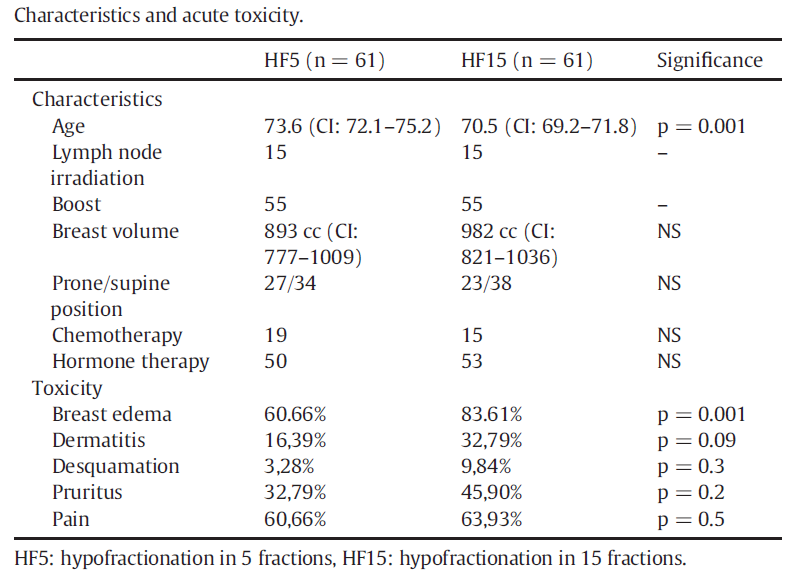 Characteristics and acute toxicity.
HF5 (n = 61) HF15 (n = 61) Significance
Characteristics
Age 73.6 (CI: 72.1–75.2) 70.5 (CI: 69.2–71.8) p = 0.001
Lymph node 15 15 –
irradiation
Boost 55 55 –
Breast volume 893 cc (CI: 982 cc (CI: NS
777–1009) 821–1036)
Prone/supine 27/34 23/38 NS
position
Chemotherapy 19 15 NS
Hormone therapy 50 53 NS
Toxicity
Breast edema 60.66% 83.61% p = 0.001
Dermatitis 16,39% 32,79% p = 0.09
Desquamation 3,28% 9,84% p = 0.3
Pruritus 32,79% 45,90% p = 0.2
Pain 60,66% 63,93% p = 0.5
HF5: hypofractionation in 5 fractions, HF15: hypofractionation in 15 fractions.